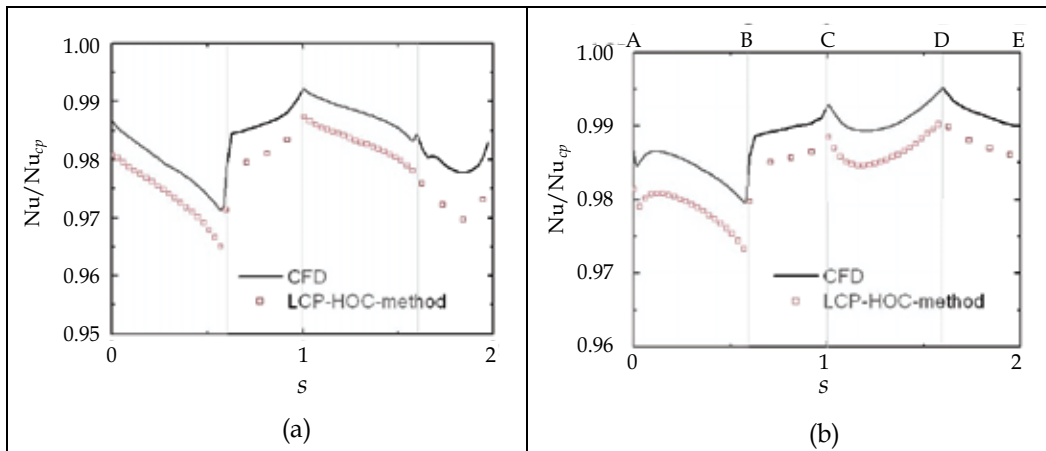 1.00
0.99
0.98
0.97
0.96
0.95
Nu/Nucp
0 1 2
s
CFD
LCP-HOC-method
(a)
A B C D E
1.00
0.99
0.98
0.97
0.96
Nu/Nucp
0 1 2
s
CFD
LCP-HOC-method
(b)